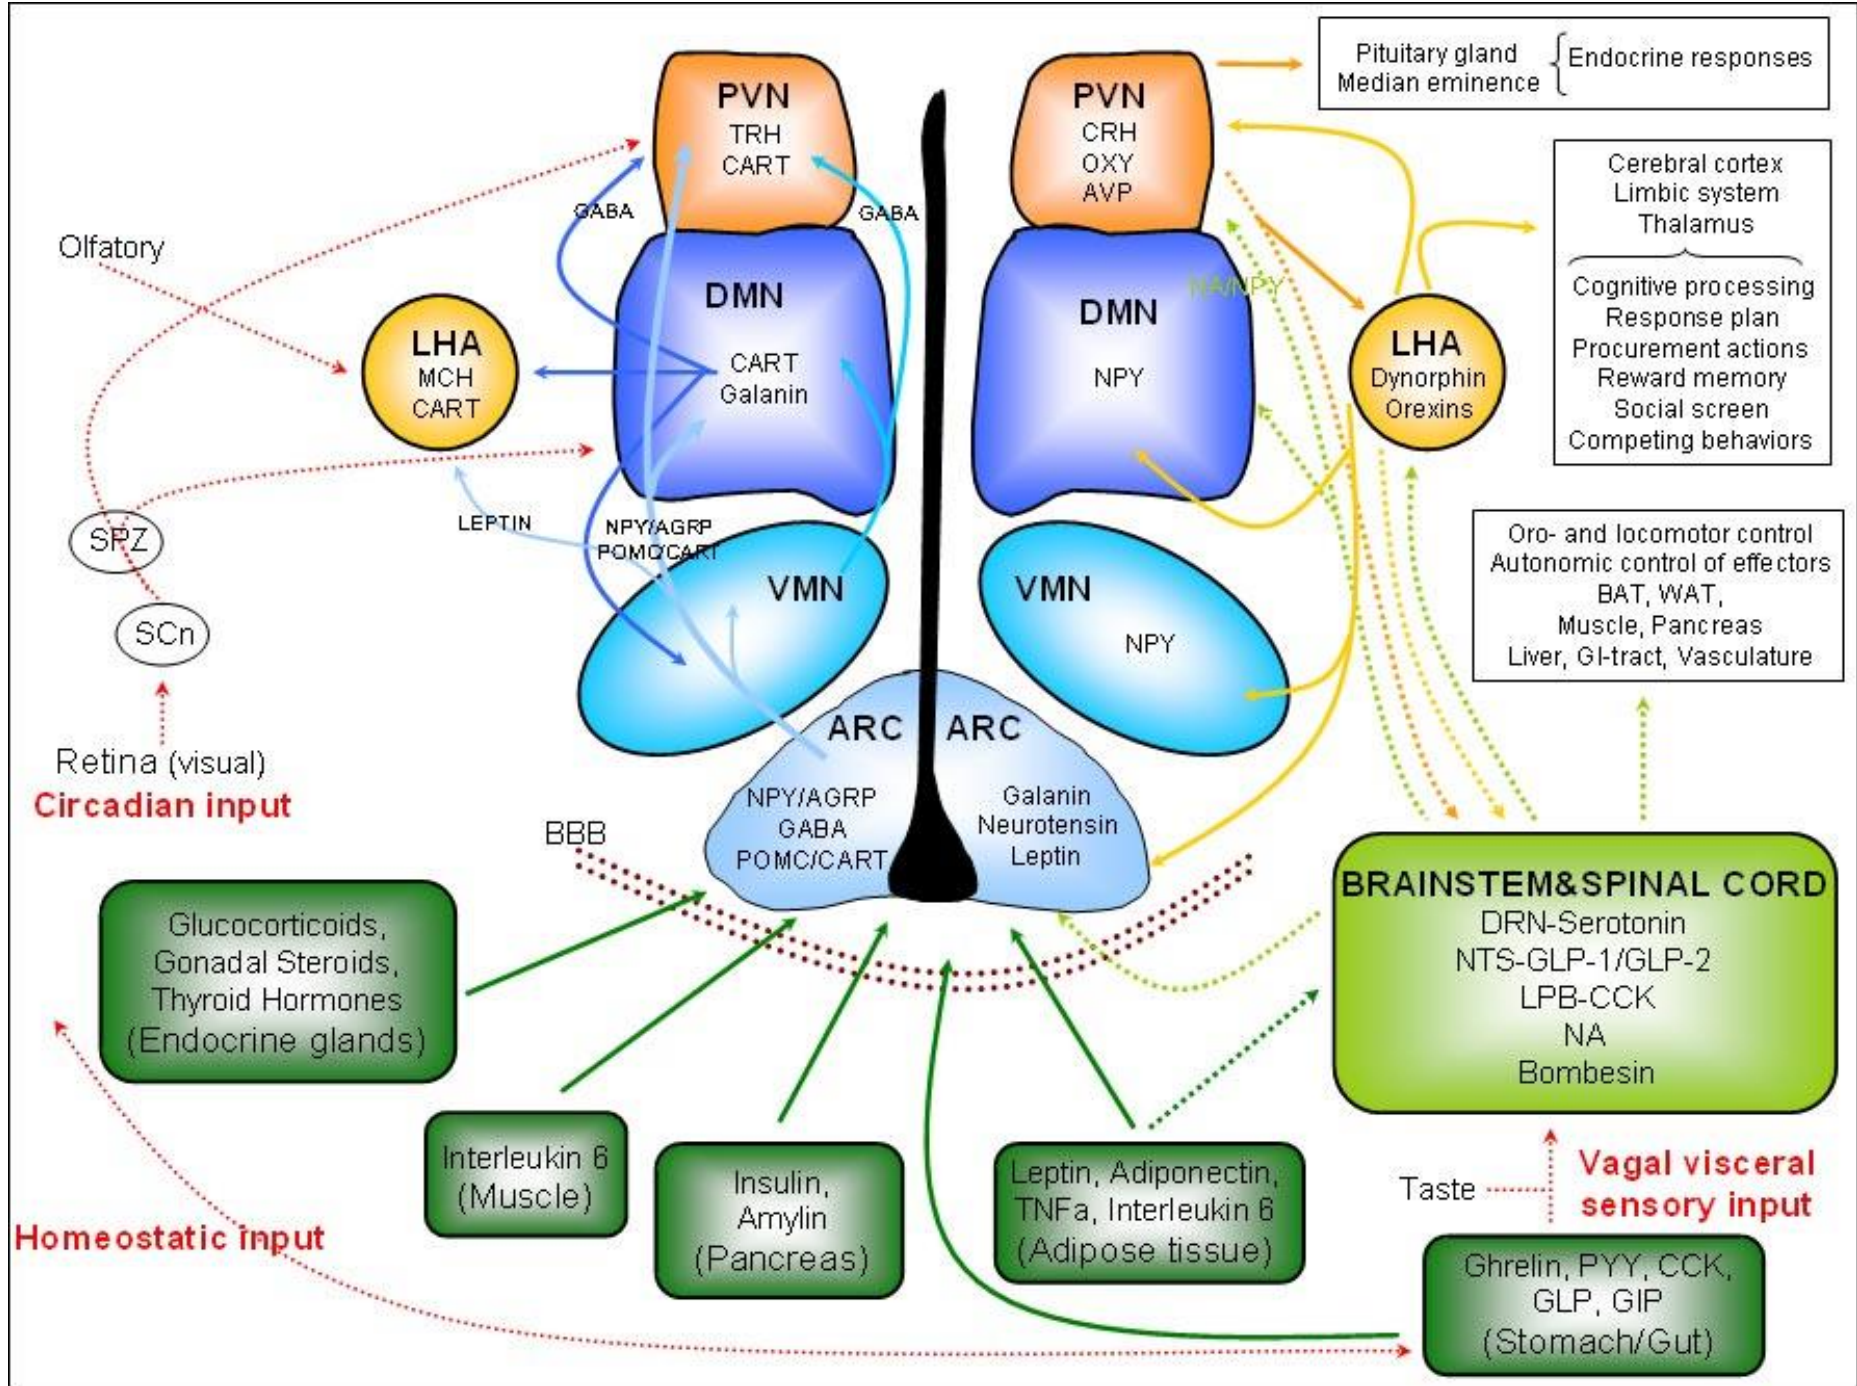 PVN
TRH
CART
PVN
CRH
OXY
AVP
Pituitary gland
Median eminence
Endocrine responses
Cerebral cortex
Limbic system
Thalamus
Cognitive processing
Response plan
Procurement actions
Reward memory
Social screen
Competing behaviors
GABA
GABA
Olfatory
DMN
CART
Galanin
DMN
NPY
NA/NPY
LHA
MCH
CART
LHA
Dynorphin
Orexins
LEPTIN
NPY/AGRP
POMC/CART
SPZ
SCn
VMN
VMN
NPY
Oro- and locomotor control
Autonomic control of effectors
BAT, WAT,
Muscle, Pancreas
Liver, GI-tract, Vasculature
Retina (visual)
Circadian input
ARC
NPY/AGRP
GABA
POMC/CART
ARC
Galanin
Neurotensin
Leptin
BBB
Glucocorticoids,
Gonadal Steroids,
Thyroid Hormones
(Endocrine glands)
BRAINSTEM&SPINAL CORD
DRN-Serotonin
NTS-GLP-1/GLP-2
LPB-CCK
NA
Bombesin
Homeostatic input
Interleukin 6
(Muscle)
Insulin,
Amylin
(Pancreas)
Leptin, Adiponectin,
TNFa, Interleukin 6
(Adipose tissue)
Taste
Vagal visceral
sensory input
Ghrelin, PYY, CCK,
GLP, GIP
(Stomach/Gut)